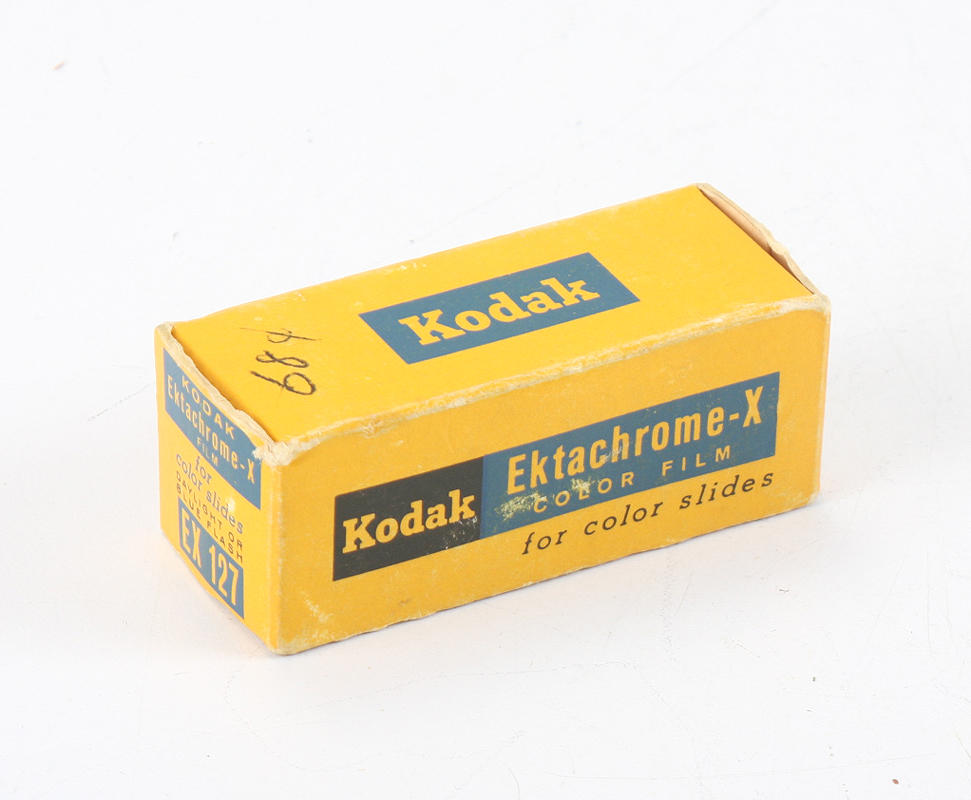 Kodak
684
Kodak
Ektachrome-X
COLOR FILM
for color slides
KODAK
Ektachrome-X
FILM
for
color slides
DAYLIGHT OR
BLUE FLASH
EX 127